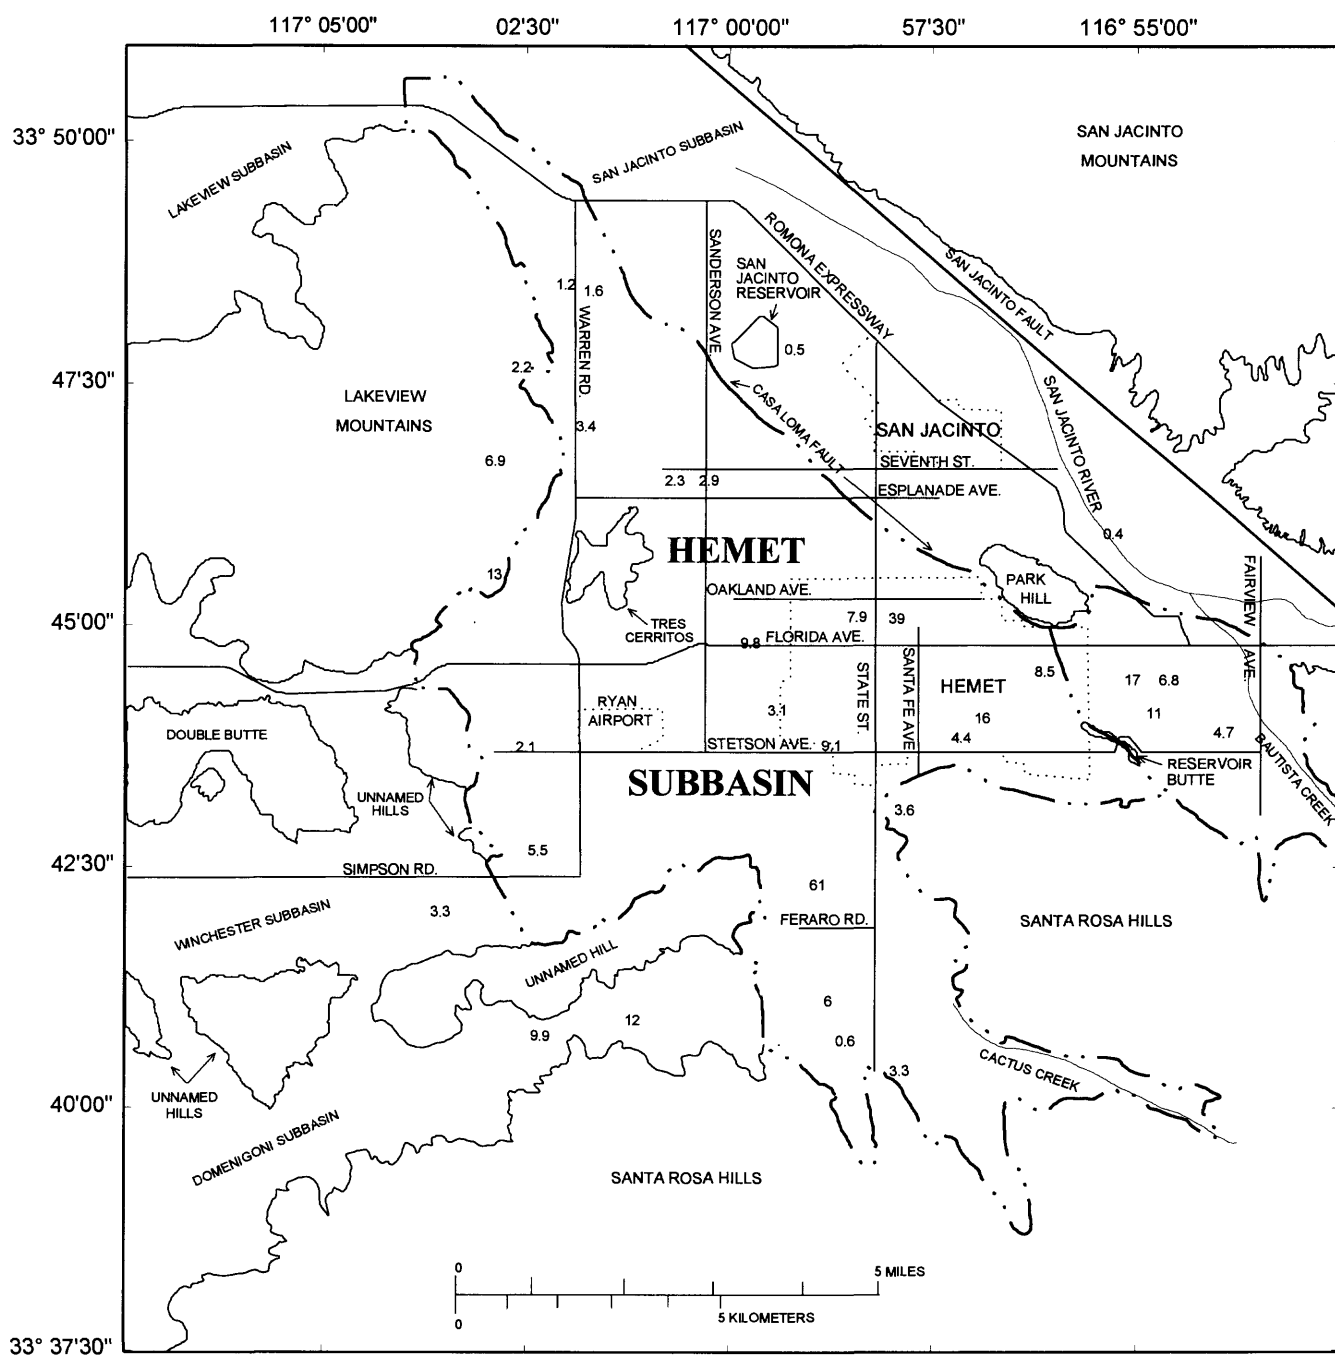 117° 05'00"
02'30"
117° 00'00"
57'30"
116° 55'00"
33° 50'00"
SAN JACINTO
MOUNTAINS
SAN JACINTO SUBBASIN
LAKEVIEW SUBBASIN
ROMONA EXPRESSWAY
SANDERSON AVE.
SAN
JACINTO
RESERVOIR
SAN JACINTO FAULT
1.2
1.6
WARREN RD.
0.5
2.2
47'30"
LAKEVIEW
MOUNTAINS
CASA LOMA FAULT
SAN JACINTO RIVER
3.4
SAN JACINTO
6.9
SEVENTH ST.
2.3
2.9
ESPLANADE AVE.
0.4
HEMET
13
PARK
HILL
FAIRVIEW
AVE.
OAKLAND AVE.
45'00"
TRES
CERRITOS
7.9
39
9.8
FLORIDA AVE.
STATE ST.
SANTA FE AVE
8.5
17
6.8
HEMET
RYAN
AIRPORT
3.1
16
11
DOUBLE BUTTE
2.1
STETSON AVE.
9.1
4.4
4.7
RESERVOIR
BUTTE
BAUTISTA CREEK
SUBBASIN
UNNAMED
HILLS
3.6
5.5
42'30"
SIMPSON RD.
61
3.3
WINCHESTER SUBBASIN
FERARO RD.
SANTA ROSA HILLS
UNNAMED HILL
6
12
9.9
0.6
3.3
CACTUS CREEK
UNNAMED
HILLS
40'00"
DOMENIGONI SUBBASIN
SANTA ROSA HILLS
0
5 MILES
5 KILOMETERS
0
33° 37'30"